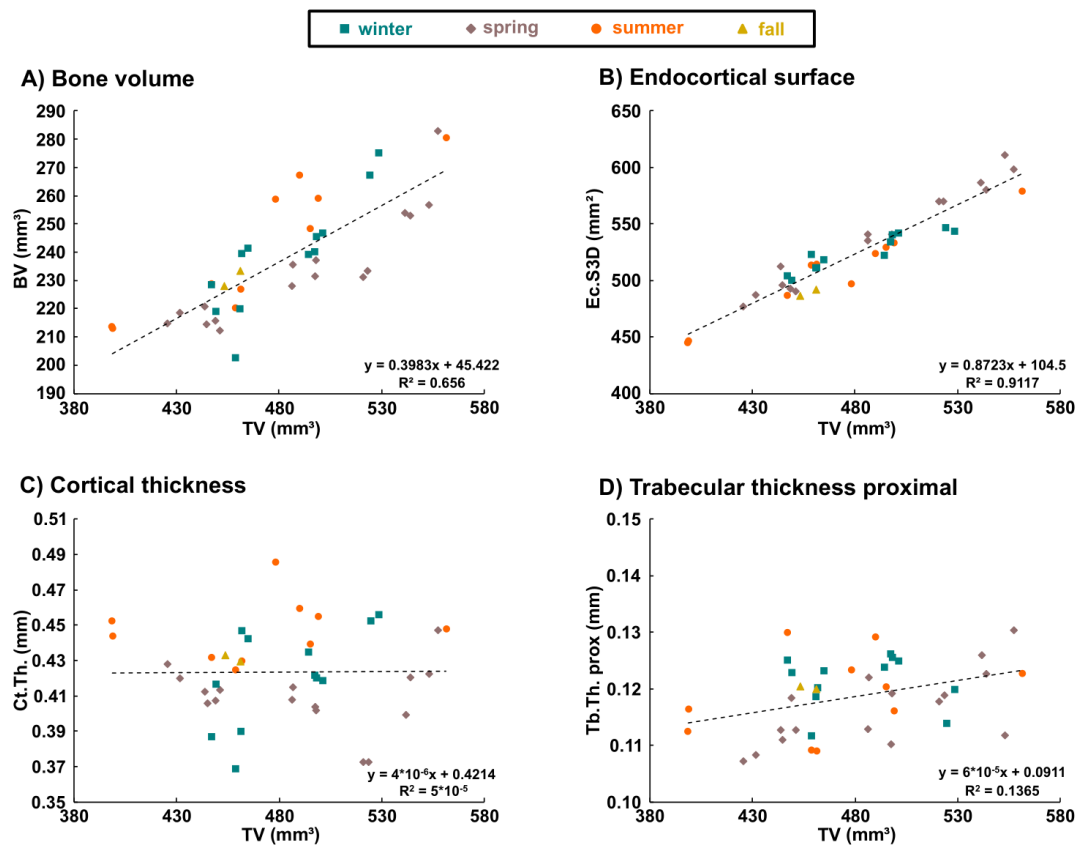 winter spring summer fall
A) Bone volume
290
280
270
260
250
240
230
220
210
200
190
BV (mm³)
y = 0.3983x + 45.422
R² = 0.656
380 430 480 530 580
TV (mm³)
B) Endocortical surface
650
600
550
500
450
400
Ec.S3D (mm²)
y = 0.8723x + 104.5
R² = 0.9117
380 430 480 530 580
TV (mm³)
C) Cortical thickness
0.51
0.49
0.47
0.45
0.43
0.41
0.39
0.37
0.35
Ct.Th. (mm)
y = 4*10⁻⁶x + 0.4214
R² = 5*10⁻⁵
380 430 480 530 580
TV (mm³)
D) Trabecular thickness proximal
0.15
0.14
0.13
0.12
0.11
0.10
Tb.Th. prox (mm)
y = 6*10⁻⁵x + 0.0911
R² = 0.1365
380 430 480 530 580
TV (mm³)